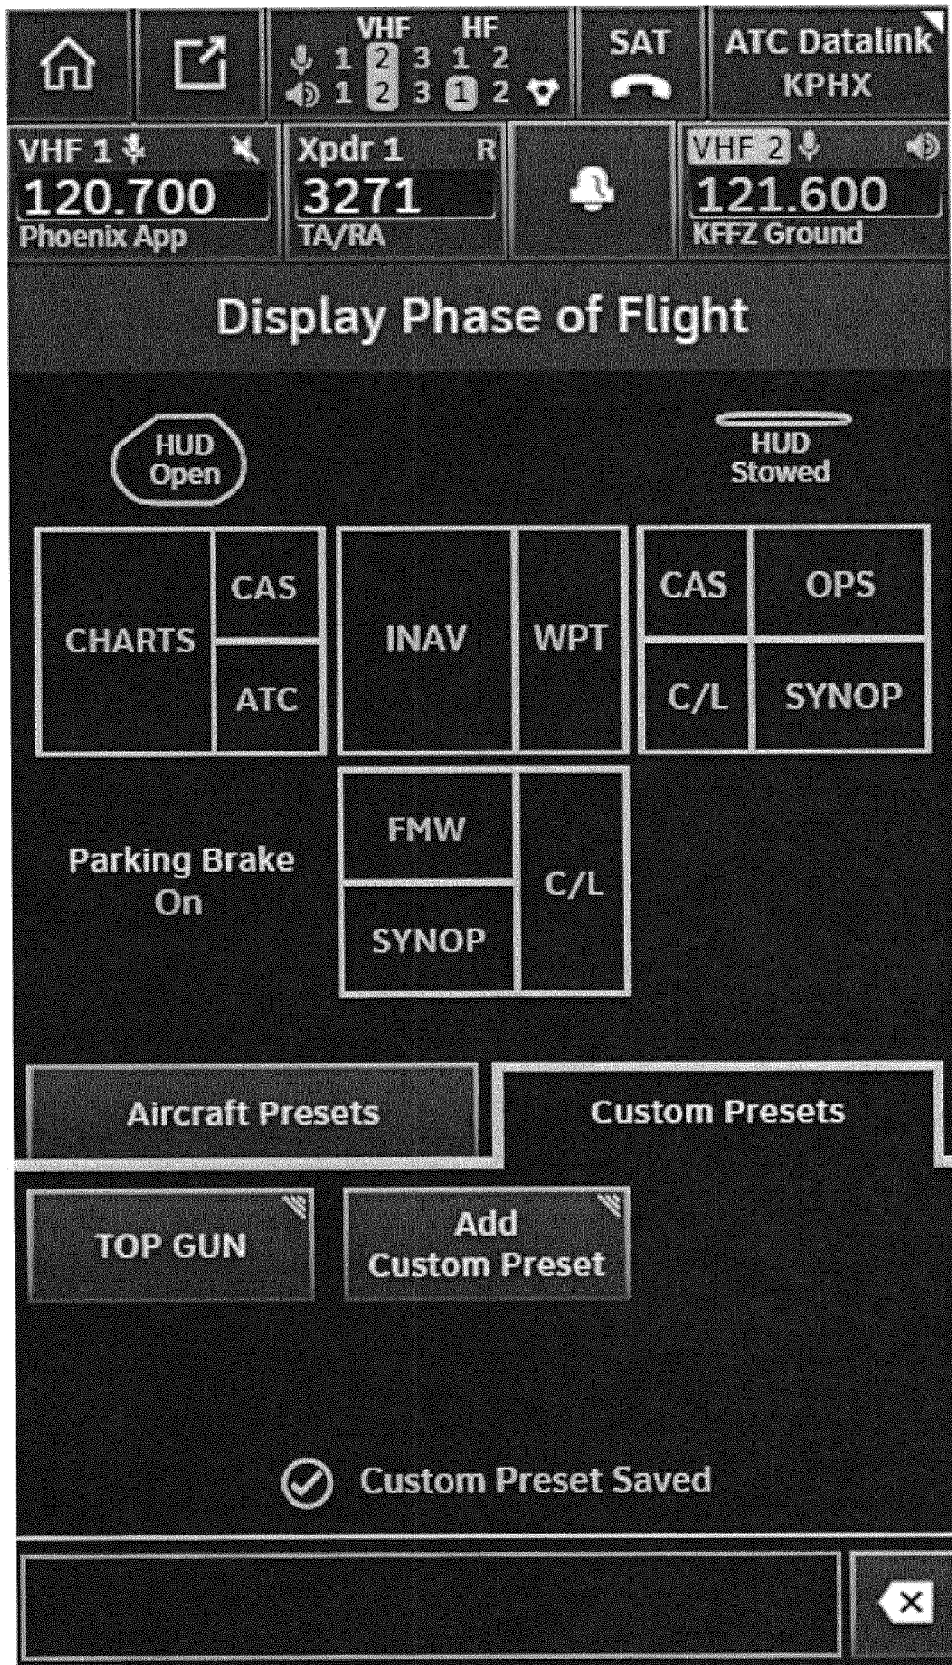 VHF HF
1 2 3 1 2
1 2 3 1 2
SAT
ATC Datalink
KPHX
VHF 1
120.700
Phoenix App
Xpdr 1 R
3271
TA/RA
VHF 2
121.600
KFFZ Ground
Display Phase of Flight
HUD
Open
HUD
Stowed
CHARTS
CAS
ATC
INAV
WPT
CAS
OPS
C/L
SYNOP
Parking Brake
On
FMW
SYNOP
C/L
Aircraft Presets
Custom Presets
TOP GUN
Add
Custom Preset
Custom Preset Saved